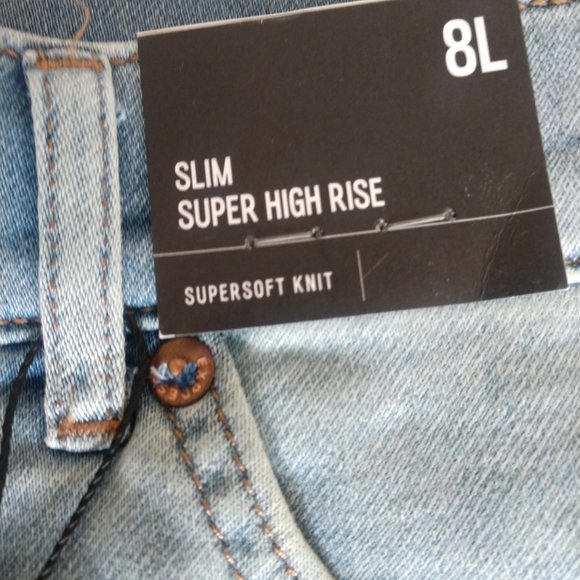 8L
SLIM
SUPER HIGH RISE
SUPERSOFT KNIT